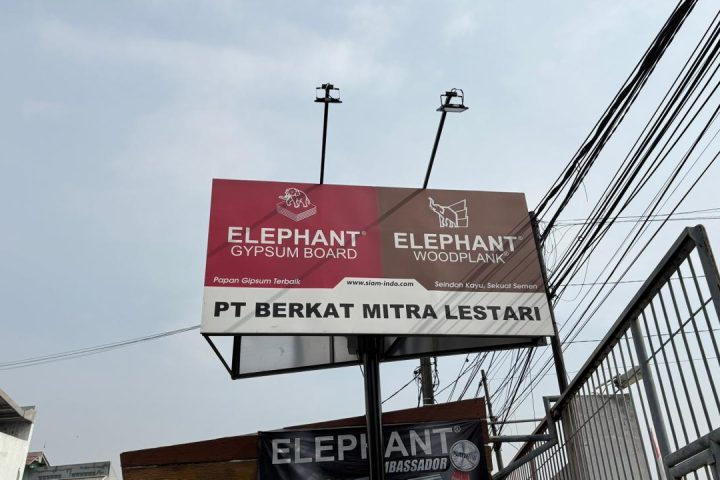 ELEPHANT®
GYPSUM BOARD
Papan Gipsum Terbaik
ELEPHANT®
WOODPLANK®
Seindah Kayu, Sekuat Semen
www.siam-indo.com
PT BERKAT MITRA LESTARI
ELEPHANT®